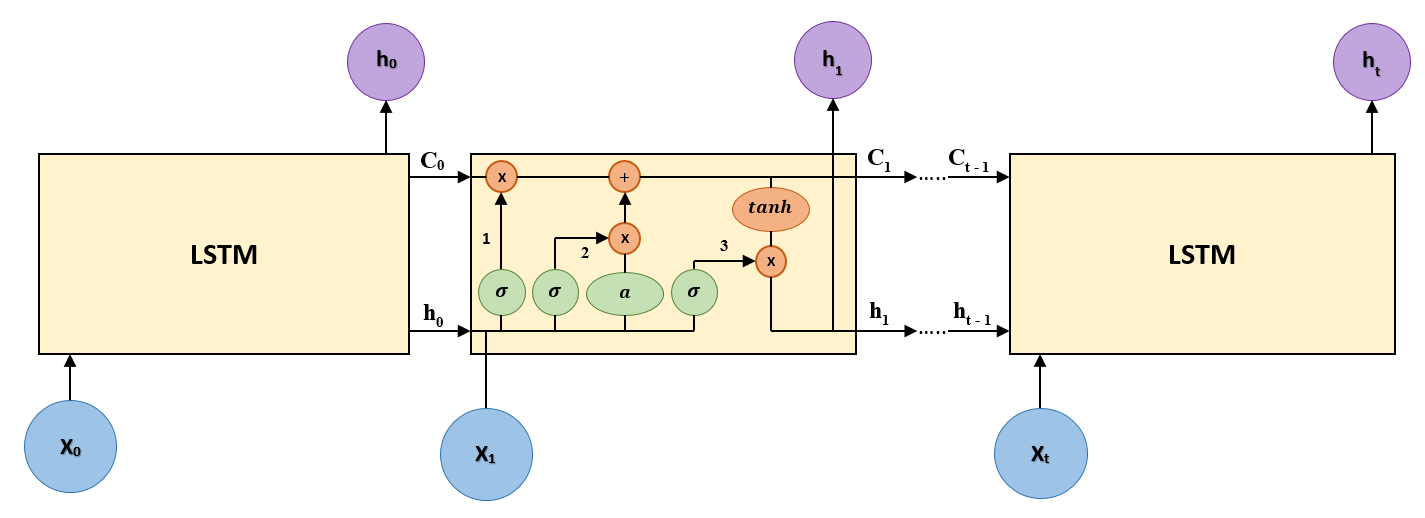 h₀
h₁
hₜ
C₀
C₁
.....
Cₜ₋₁
x
+
tanh
LSTM
1
2
x
3
x
LSTM
σ
σ
a
σ
h₀
h₁
.....
hₜ₋₁
X₀
X₁
Xₜ